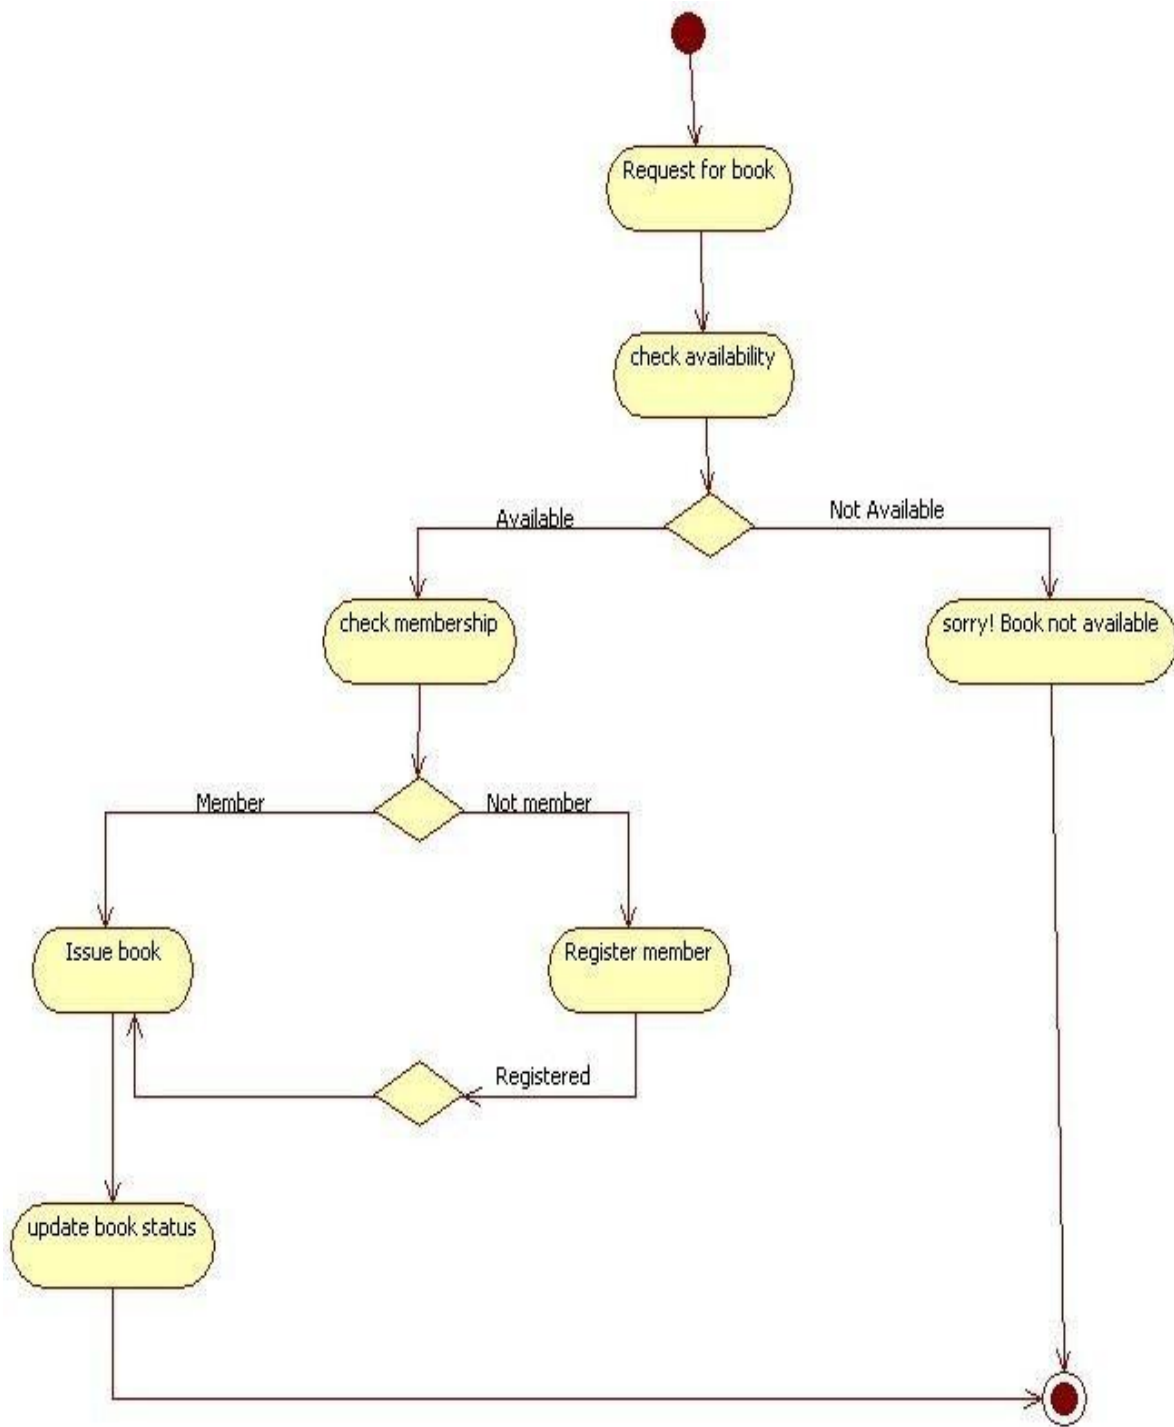 Request for book
check availability
Available
Not Available
check membership
sorry! Book not available
Member
Not member
Issue book
Register member
Registered
update book status